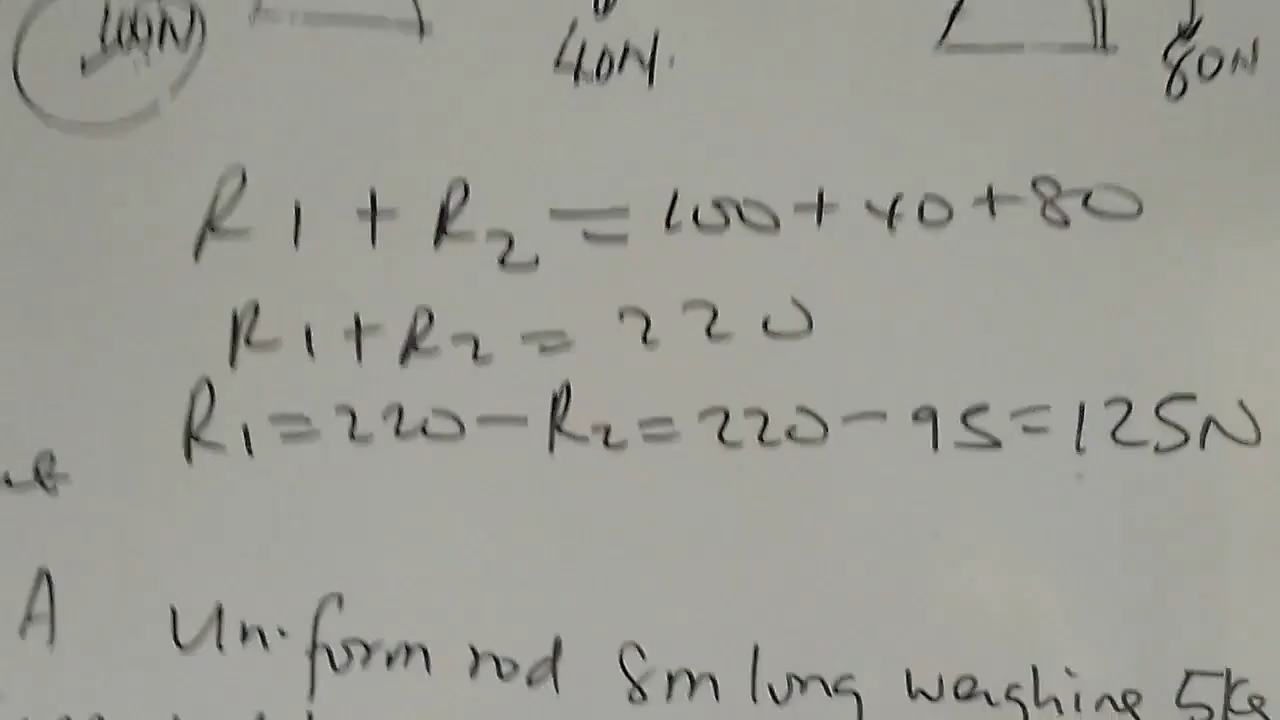 100N 40N. 80N
R1 + R2 = 100 + 40 + 80
R1 + R2 = 220
R1 = 220 - R2 = 220 - 95 = 125N
A Uniform rod 8m long weighing 5kg